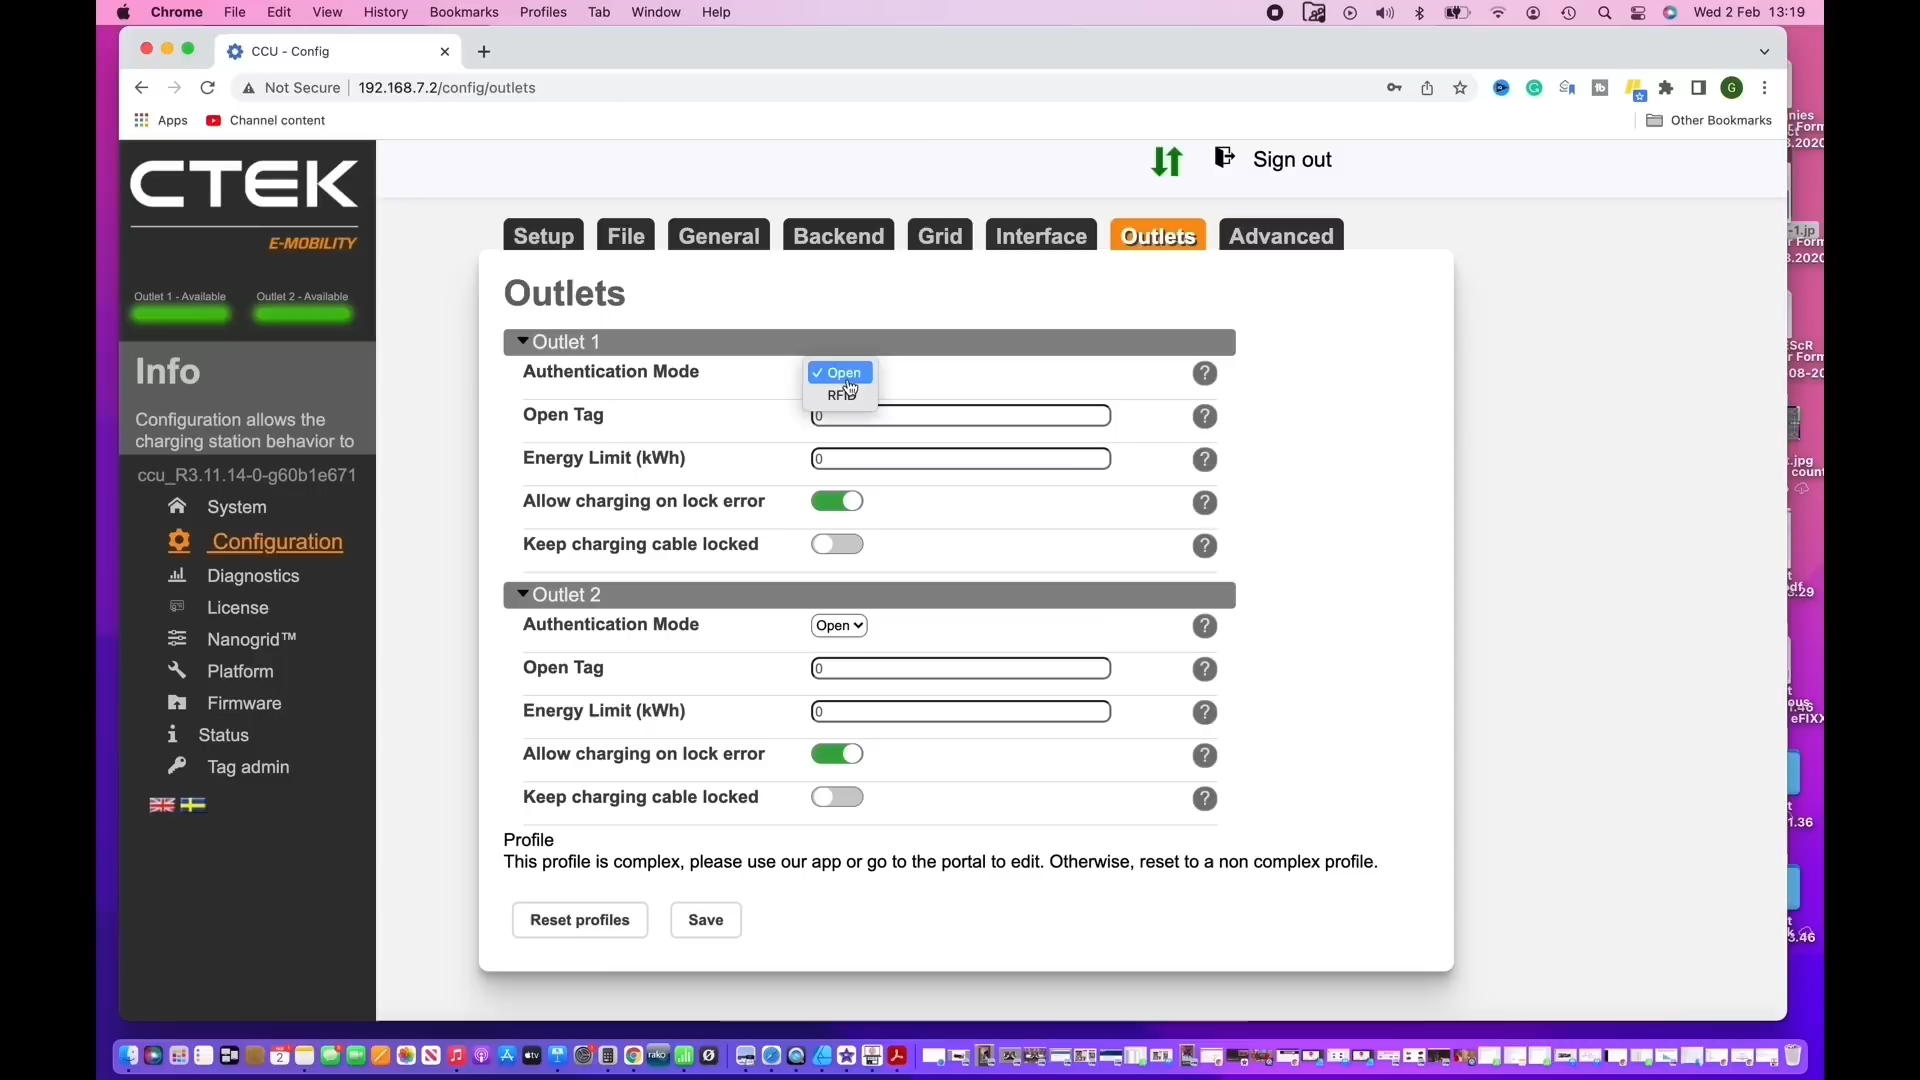 Chrome File Edit View History Bookmarks Profiles Tab Window Help
Wed 2 Feb 13:19
CCU - Config
Not Secure 192.168.7.2/config/outlets
Apps Channel content Other Bookmarks
CTEK
E-MOBILITY
Outlet 1 - Available Outlet 2 - Available
Info
Configuration allows the
charging station behavior to
ccu_R3.11.14-0-g60b1e671
System
Configuration
Diagnostics
License
Nanogrid™
Platform
Firmware
Status
Tag admin
Sign out
Setup File General Backend Grid Interface Outlets Advanced
Outlets
Outlet 1
Authentication Mode
✓ Open
RFID
Open Tag 0
Energy Limit (kWh) 0
Allow charging on lock error
Keep charging cable locked
Outlet 2
Authentication Mode Open
Open Tag 0
Energy Limit (kWh) 0
Allow charging on lock error
Keep charging cable locked
Profile
This profile is complex, please use our app or go to the portal to edit. Otherwise, reset to a non complex profile.
Reset profiles Save